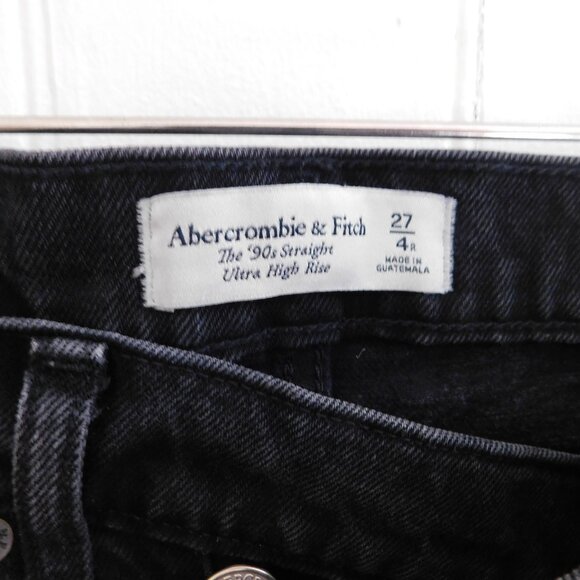 Abercrombie & Fitch
The '90s Straight
Ultra High Rise
27
4R
MADE IN
GUATEMALA